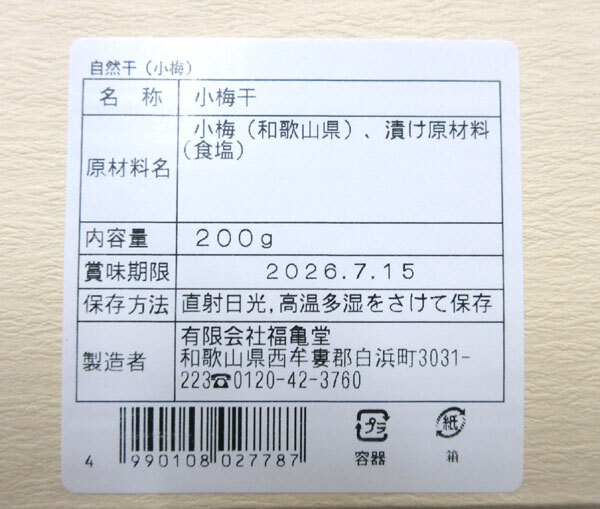 自然干（小梅）
名　称　小梅干
原材料名　小梅（和歌山県）、漬け原材料
（食塩）
内容量　200g
賞味期限　2026.7.15
保存方法　直射日光,高温多湿をさけて保存
製造者　有限会社福亀堂
和歌山県西牟婁郡白浜町3031-
223☎0120-42-3760
4 990108 027787
プラ　紙
容器　箱